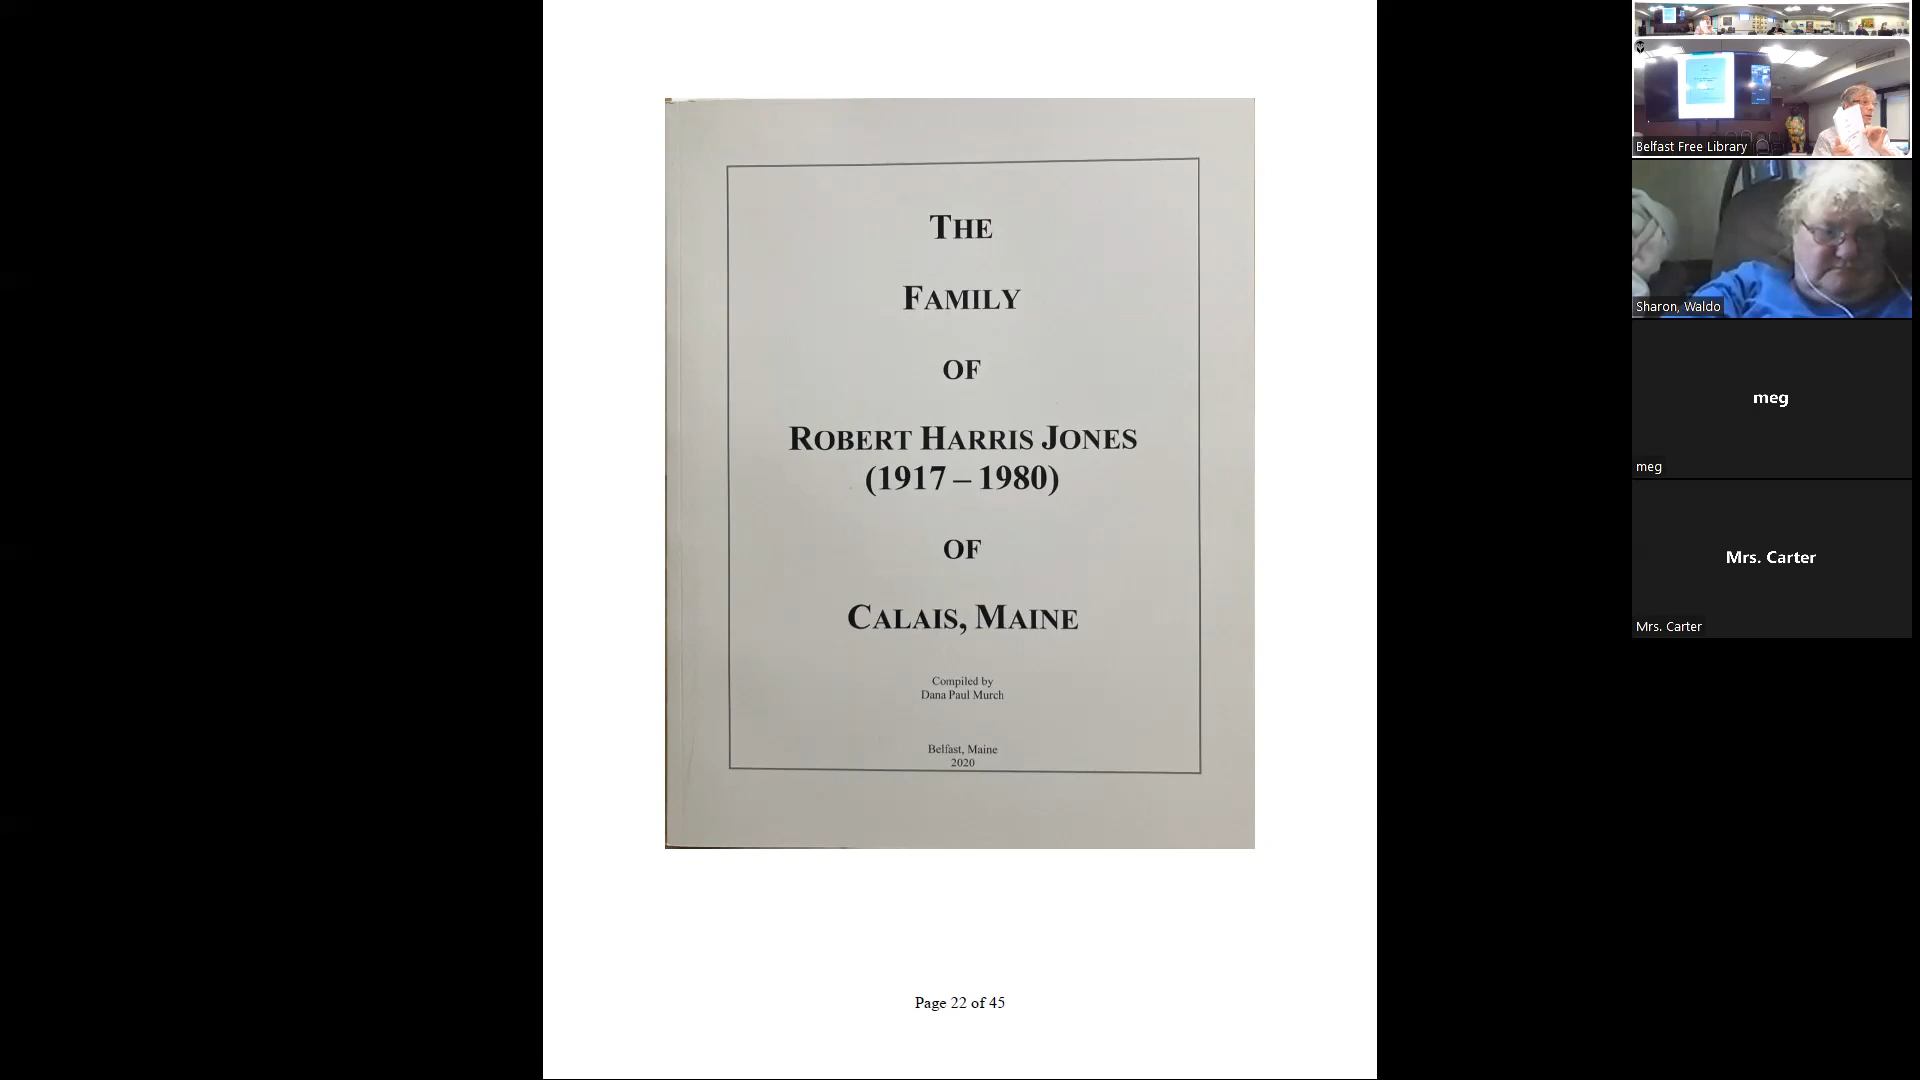 THE
FAMILY
OF
ROBERT HARRIS JONES
(1917 – 1980)
OF
CALAIS, MAINE
Compiled by
Dana Paul Murch
Belfast, Maine
2020
Page 22 of 45
Belfast Free Library
Sharon, Waldo
meg
meg
Mrs. Carter
Mrs. Carter